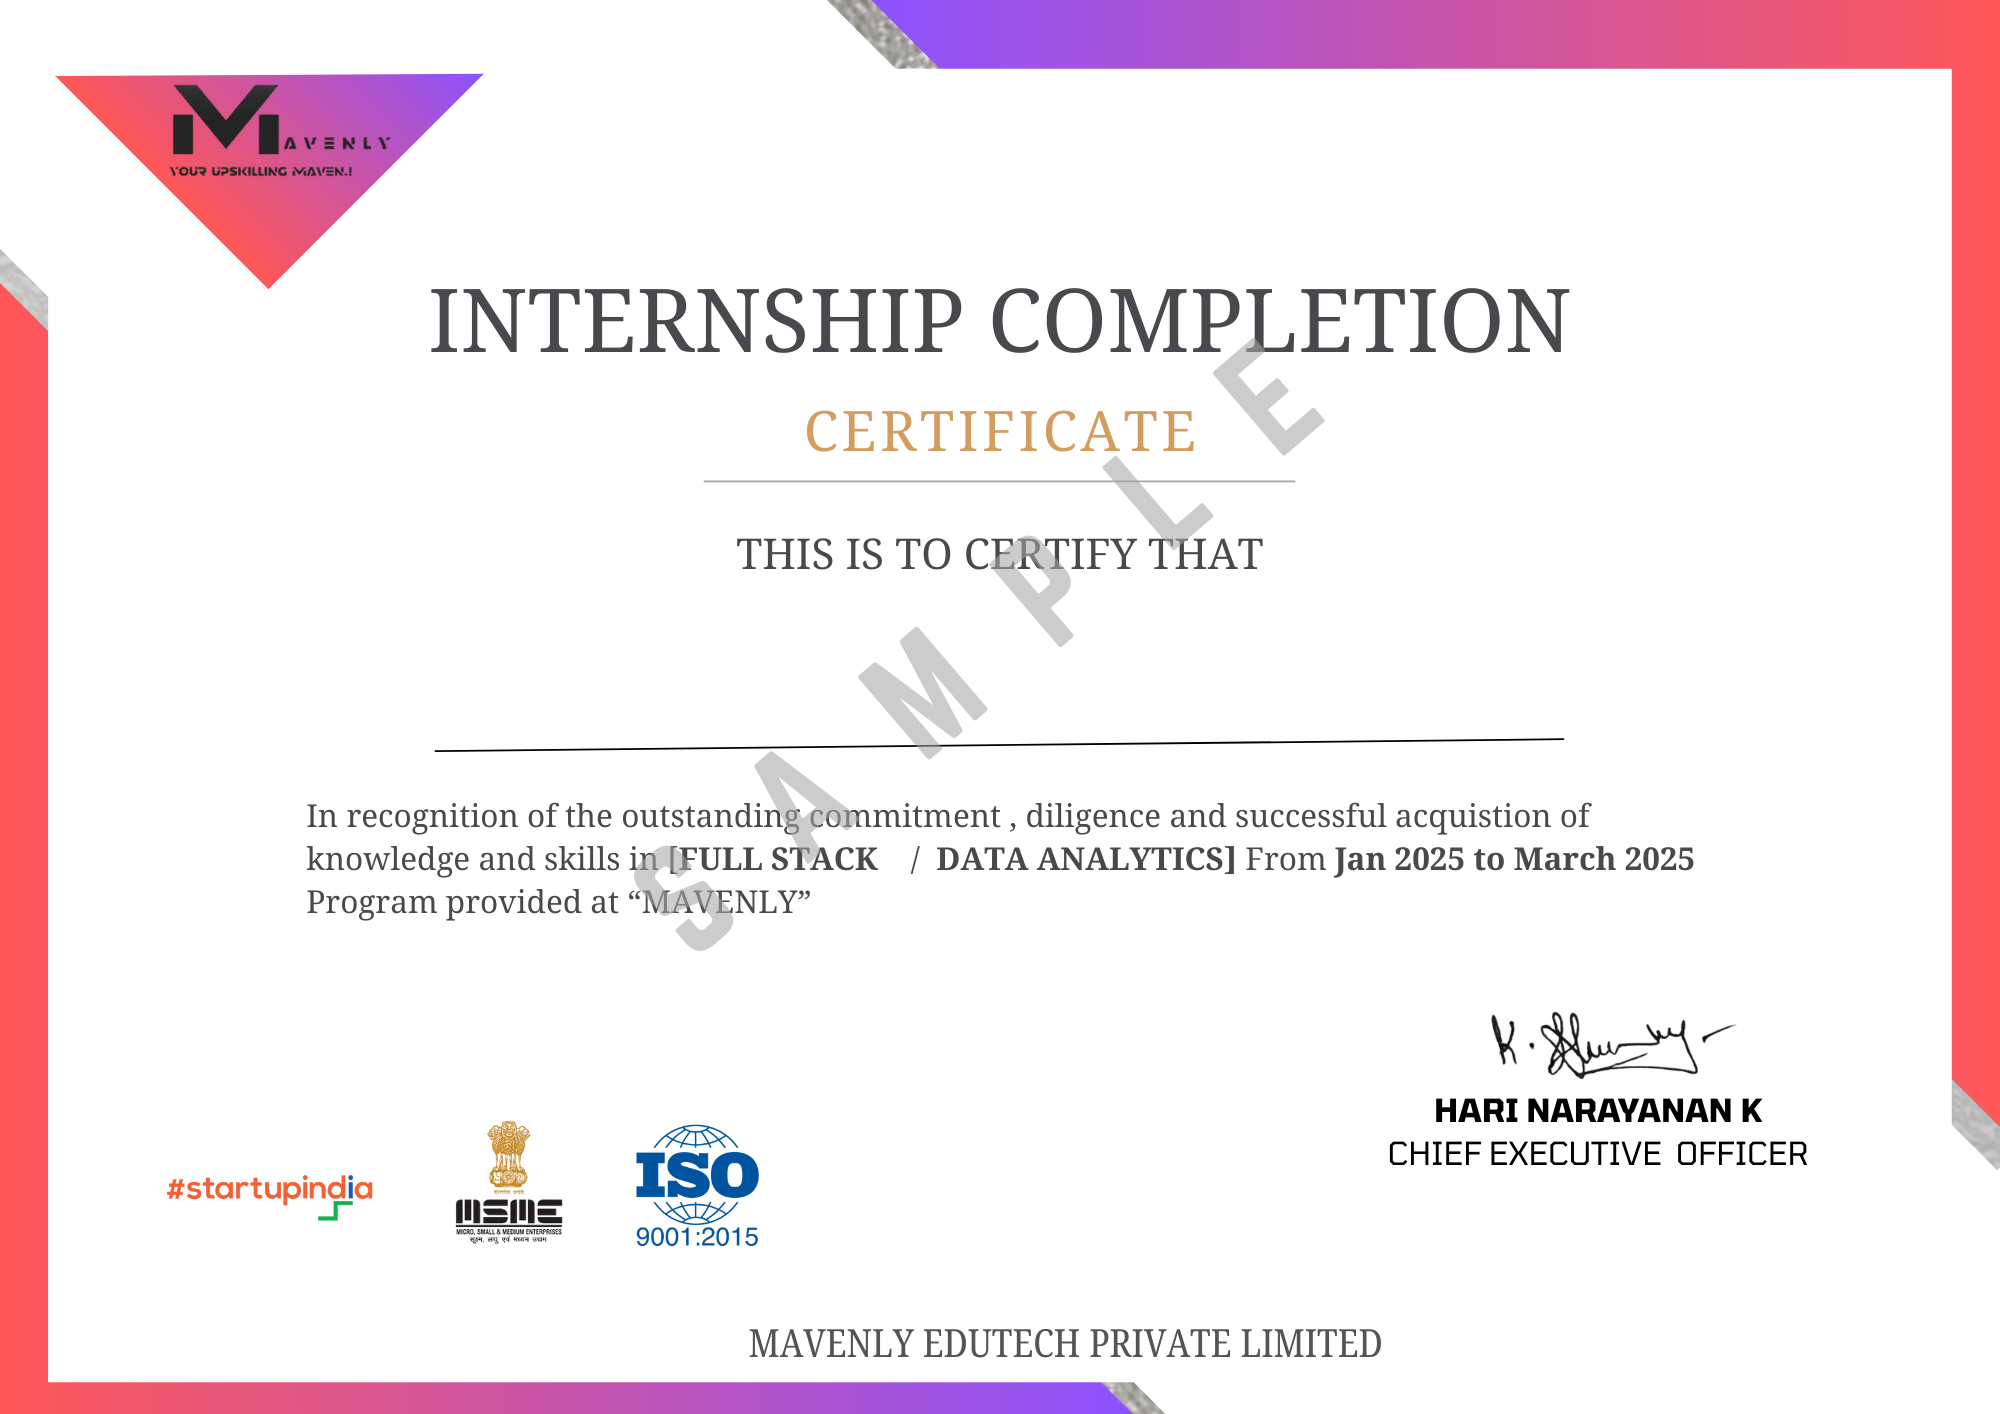 MAVENLY
YOUR UPSKILLING MAVEN.!
INTERNSHIP COMPLETION
CERTIFICATE
THIS IS TO CERTIFY THAT
SAMPLE
In recognition of the outstanding commitment , diligence and successful acquistion of
knowledge and skills in [FULL STACK / DATA ANALYTICS] From Jan 2025 to March 2025
Program provided at “MAVENLY”
K.
HARI NARAYANAN K
CHIEF EXECUTIVE OFFICER
#startupindia
सत्यमेव जयते
MSME
MICRO, SMALL & MEDIUM ENTERPRISES
सूक्ष्म, लघु एवं मध्यम उद्यम
ISO
9001:2015
MAVENLY EDUTECH PRIVATE LIMITED